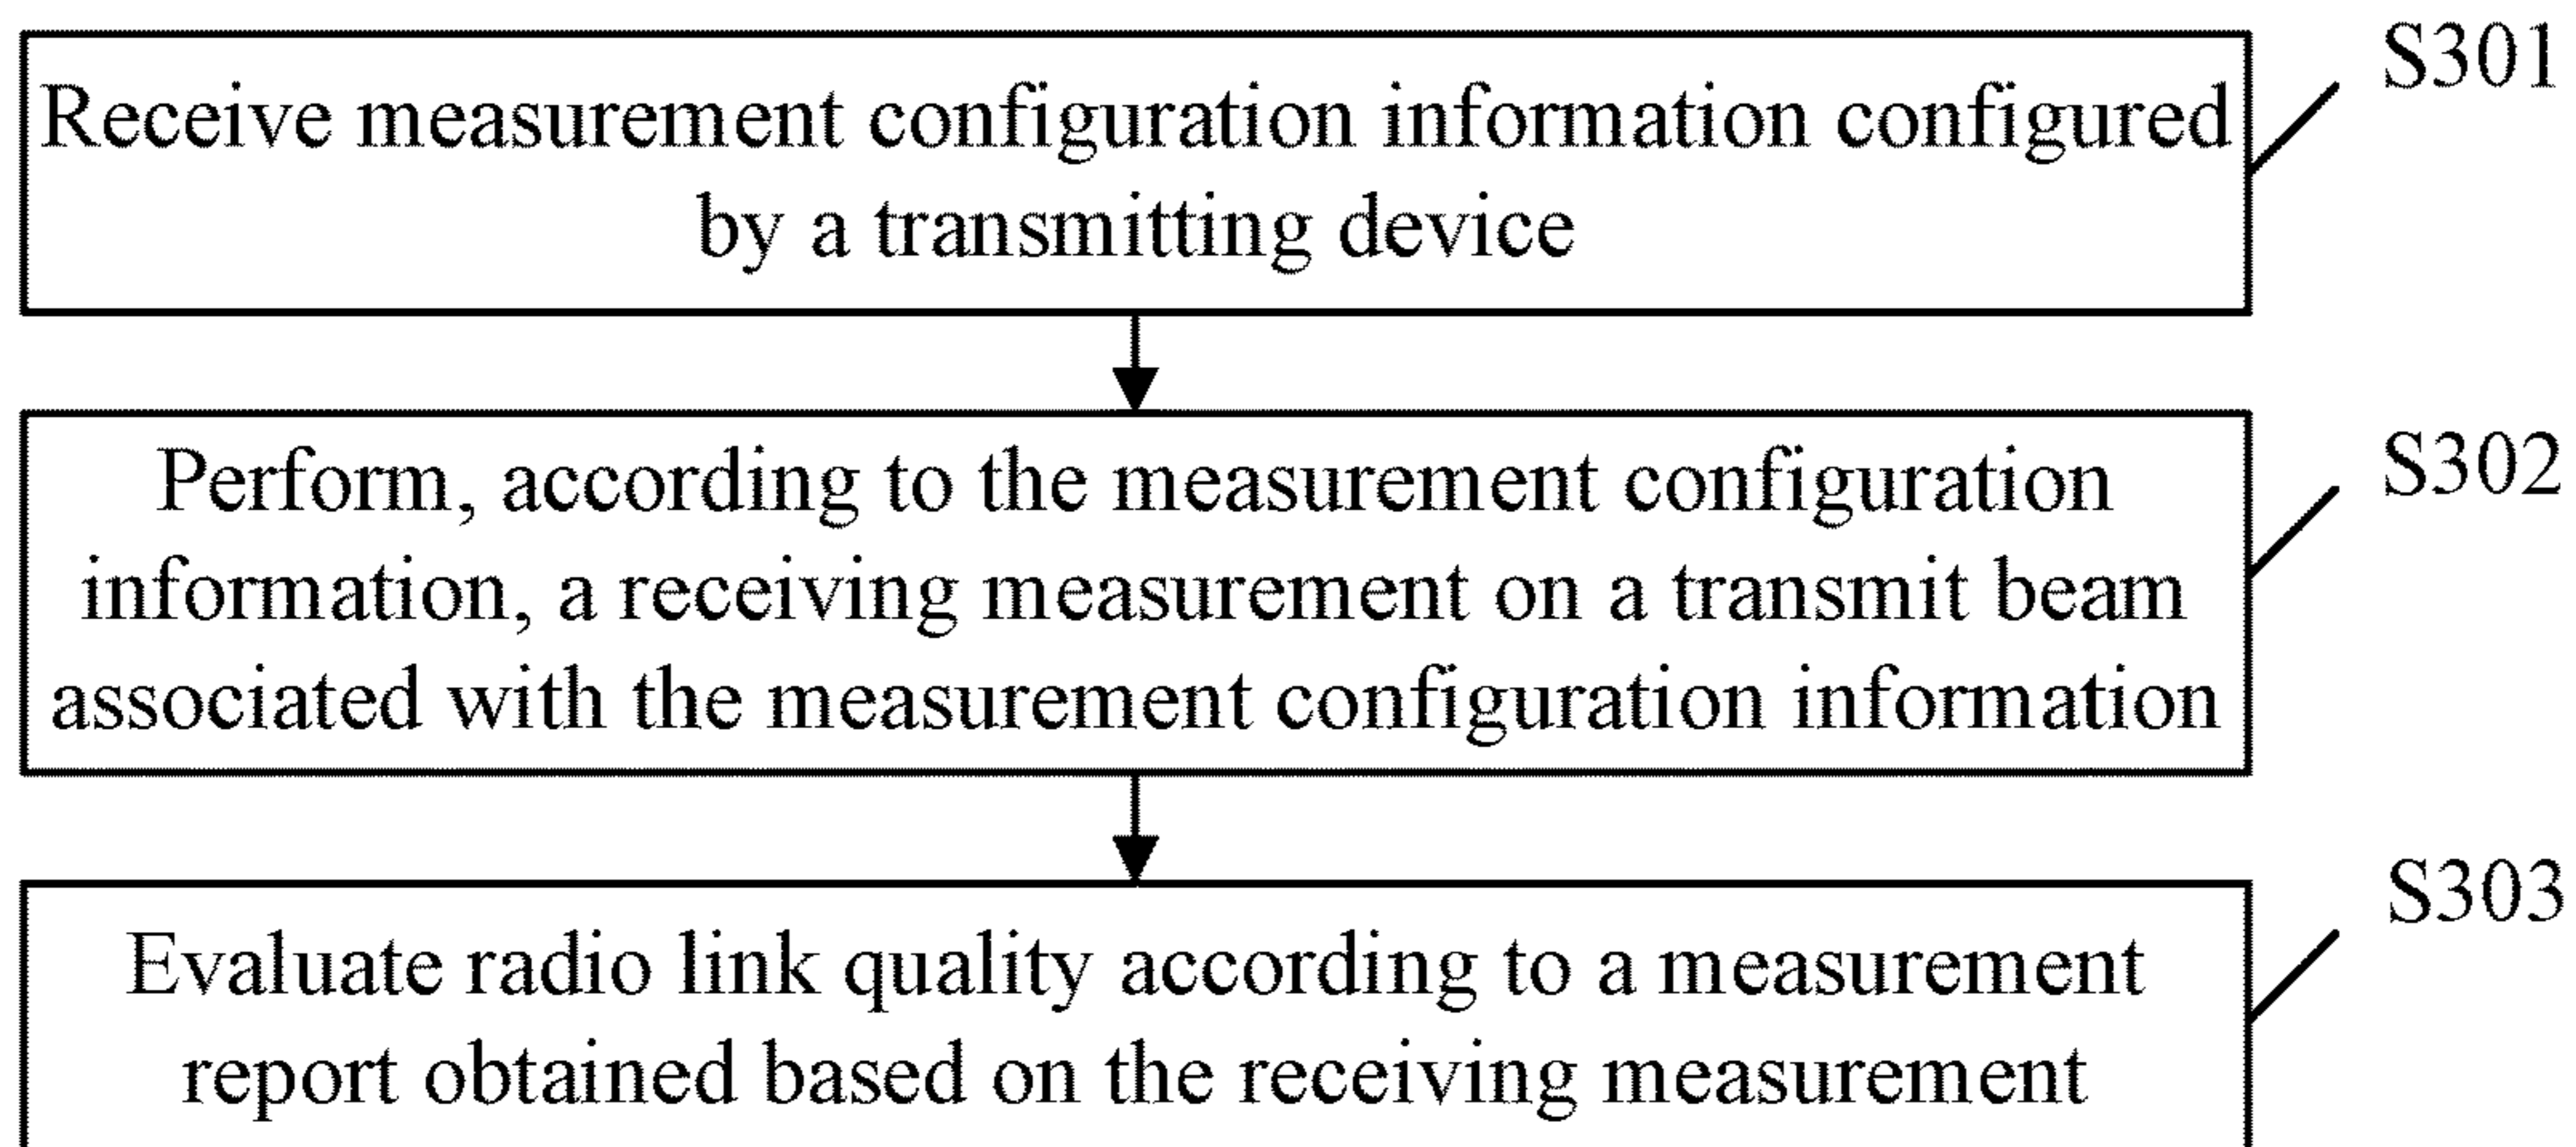 Receive measurement configuration information configured
by a transmitting device
S301
Perform, according to the measurement configuration
information, a receiving measurement on a transmit beam
associated with the measurement configuration information
S302
Evaluate radio link quality according to a measurement
report obtained based on the receiving measurement
S303